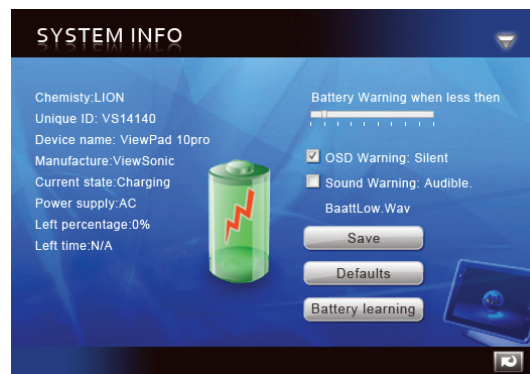 SYSTEM INFO
Chemisty:LION
Unique ID: VS14140
Device name: ViewPad 10pro
Manufacture:ViewSonic
Current state:Charging
Power supply:AC
Left percentage:0%
Left time:N/A
Battery Warning when less then
OSD Warning: Silent
Sound Warning: Audible.
BaattLow.Wav
Save
Defaults
Battery learning